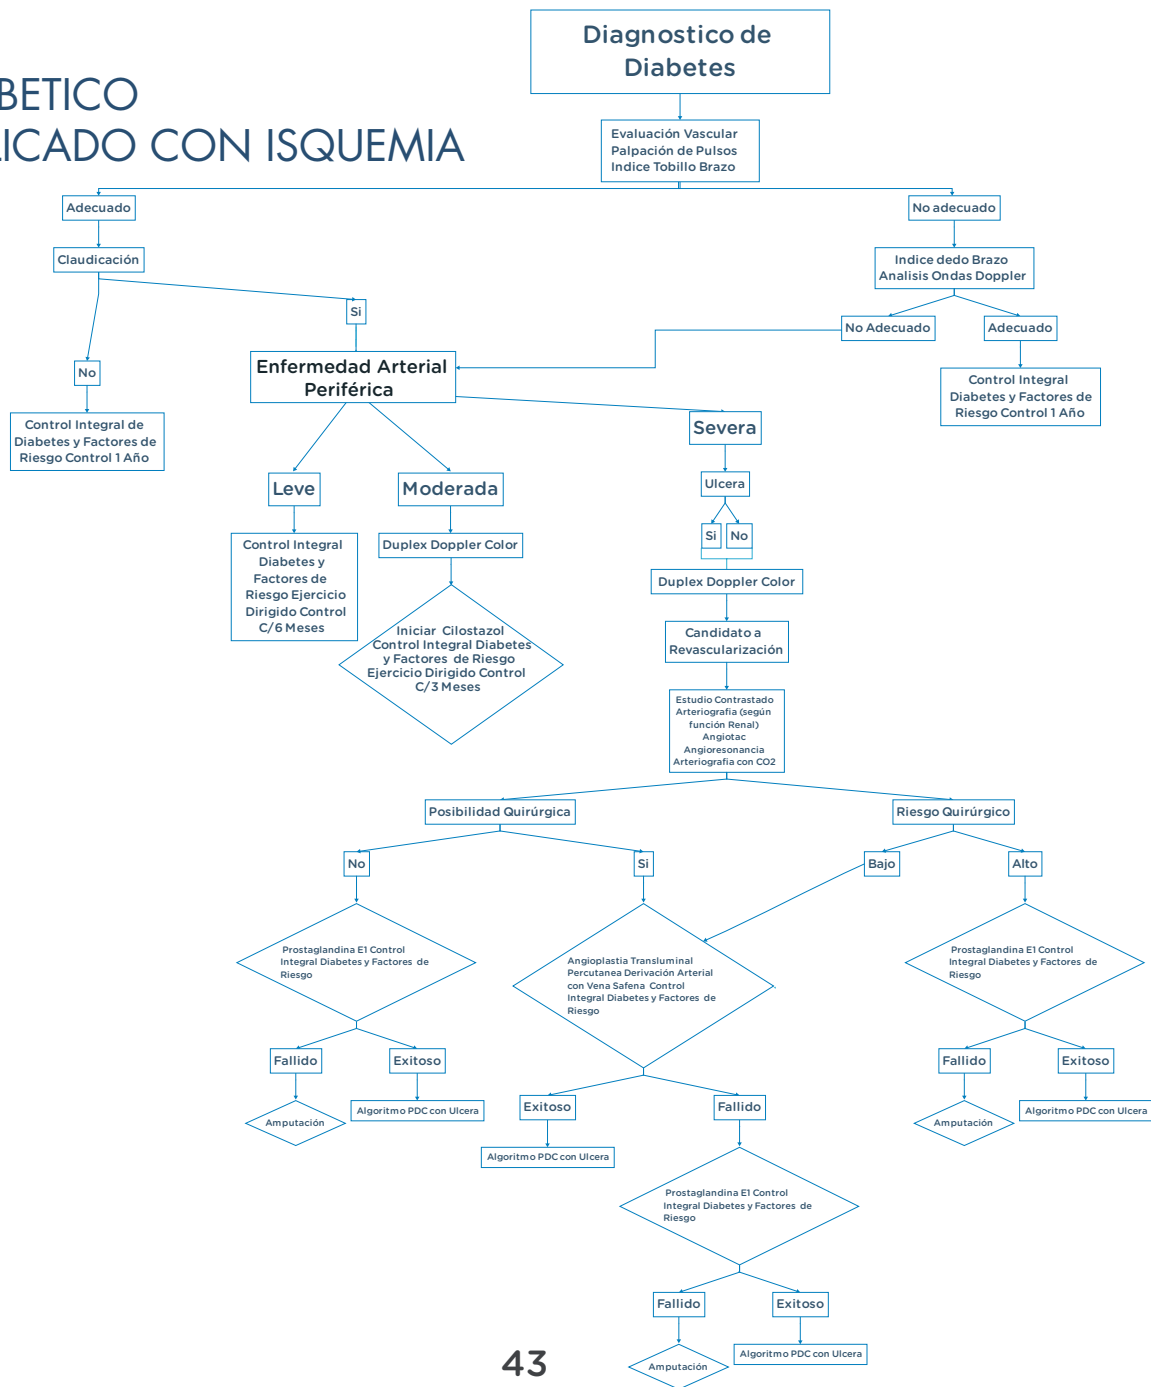 Diagnostico de
Diabetes
BETICO
LICADO CON ISQUEMIA
Evaluación Vascular
Palpación de Pulsos
Indice Tobillo Brazo
Adecuado
No adecuado
Claudicación
Indice dedo Brazo
Analisis Ondas Doppler
Si
No Adecuado
Adecuado
No
Enfermedad Arterial
Periférica
Control Integral
Diabetes y Factores de
Riesgo Control 1 Año
Control Integral de
Diabetes y Factores de
Riesgo Control 1 Año
Severa
Leve
Moderada
Ulcera
Si
No
Control Integral
Diabetes y
Factores de
Riesgo Ejercicio
Dirigido Control
C/6 Meses
Duplex Doppler Color
Duplex Doppler Color
Iniciar Cilostazol
Control Integral Diabetes
y Factores de Riesgo
Ejercicio Dirigido Control
C/3 Meses
Candidato a
Revascularización
Estudio Contrastado
Arteriografia (según
función Renal)
Angiotac
Angioresonancia
Arteriografia con CO2
Posibilidad Quirúrgica
Riesgo Quirúrgico
No
Si
Bajo
Alto
Prostaglandina E1 Control
Integral Diabetes y Factores de
Riesgo
Angioplastia Transluminal
Percutanea Derivación Arterial
con Vena Safena Control
Integral Diabetes y Factores de
Riesgo
Prostaglandina E1 Control
Integral Diabetes y Factores de
Riesgo
Fallido
Exitoso
Fallido
Exitoso
Amputación
Algoritmo PDC con Ulcera
Exitoso
Fallido
Amputación
Algoritmo PDC con Ulcera
Algoritmo PDC con Ulcera
Prostaglandina E1 Control
Integral Diabetes y Factores de
Riesgo
Fallido
Exitoso
Amputación
Algoritmo PDC con Ulcera
43